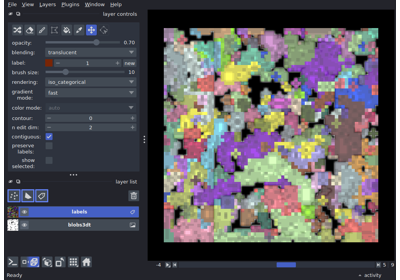 File View Layers Plugins Window Help
layer controls
opacity: 0.70
blending: translucent
label: 1 new
brush size: 10
rendering: iso_categorical
gradient mode: fast
color mode: auto
contour: 0
n edit dim: 2
contiguous:
preserve labels:
show selected:
layer list
labels
blobs3dt
Ready
activity